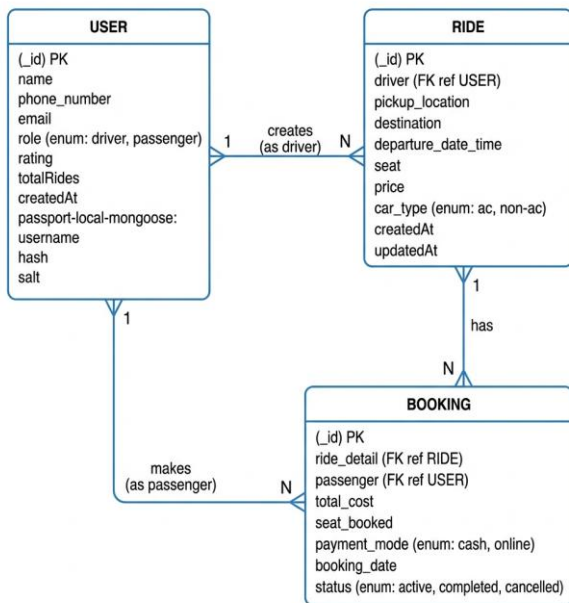 USER
(_id) PK
name
phone_number
email
role (enum: driver, passenger)
rating
totalRides
createdAt
passport-local-mongoose:
username
hash
salt
1
creates
(as driver)
N
RIDE
(_id) PK
driver (FK ref USER)
pickup_location
destination
departure_date_time
seat
price
car_type (enum: ac, non-ac)
createdAt
updatedAt
1
has
N
1
makes
(as passenger)
N
BOOKING
(_id) PK
ride_detail (FK ref RIDE)
passenger (FK ref USER)
total_cost
seat_booked
payment_mode (enum: cash, online)
booking_date
status (enum: active, completed, cancelled)